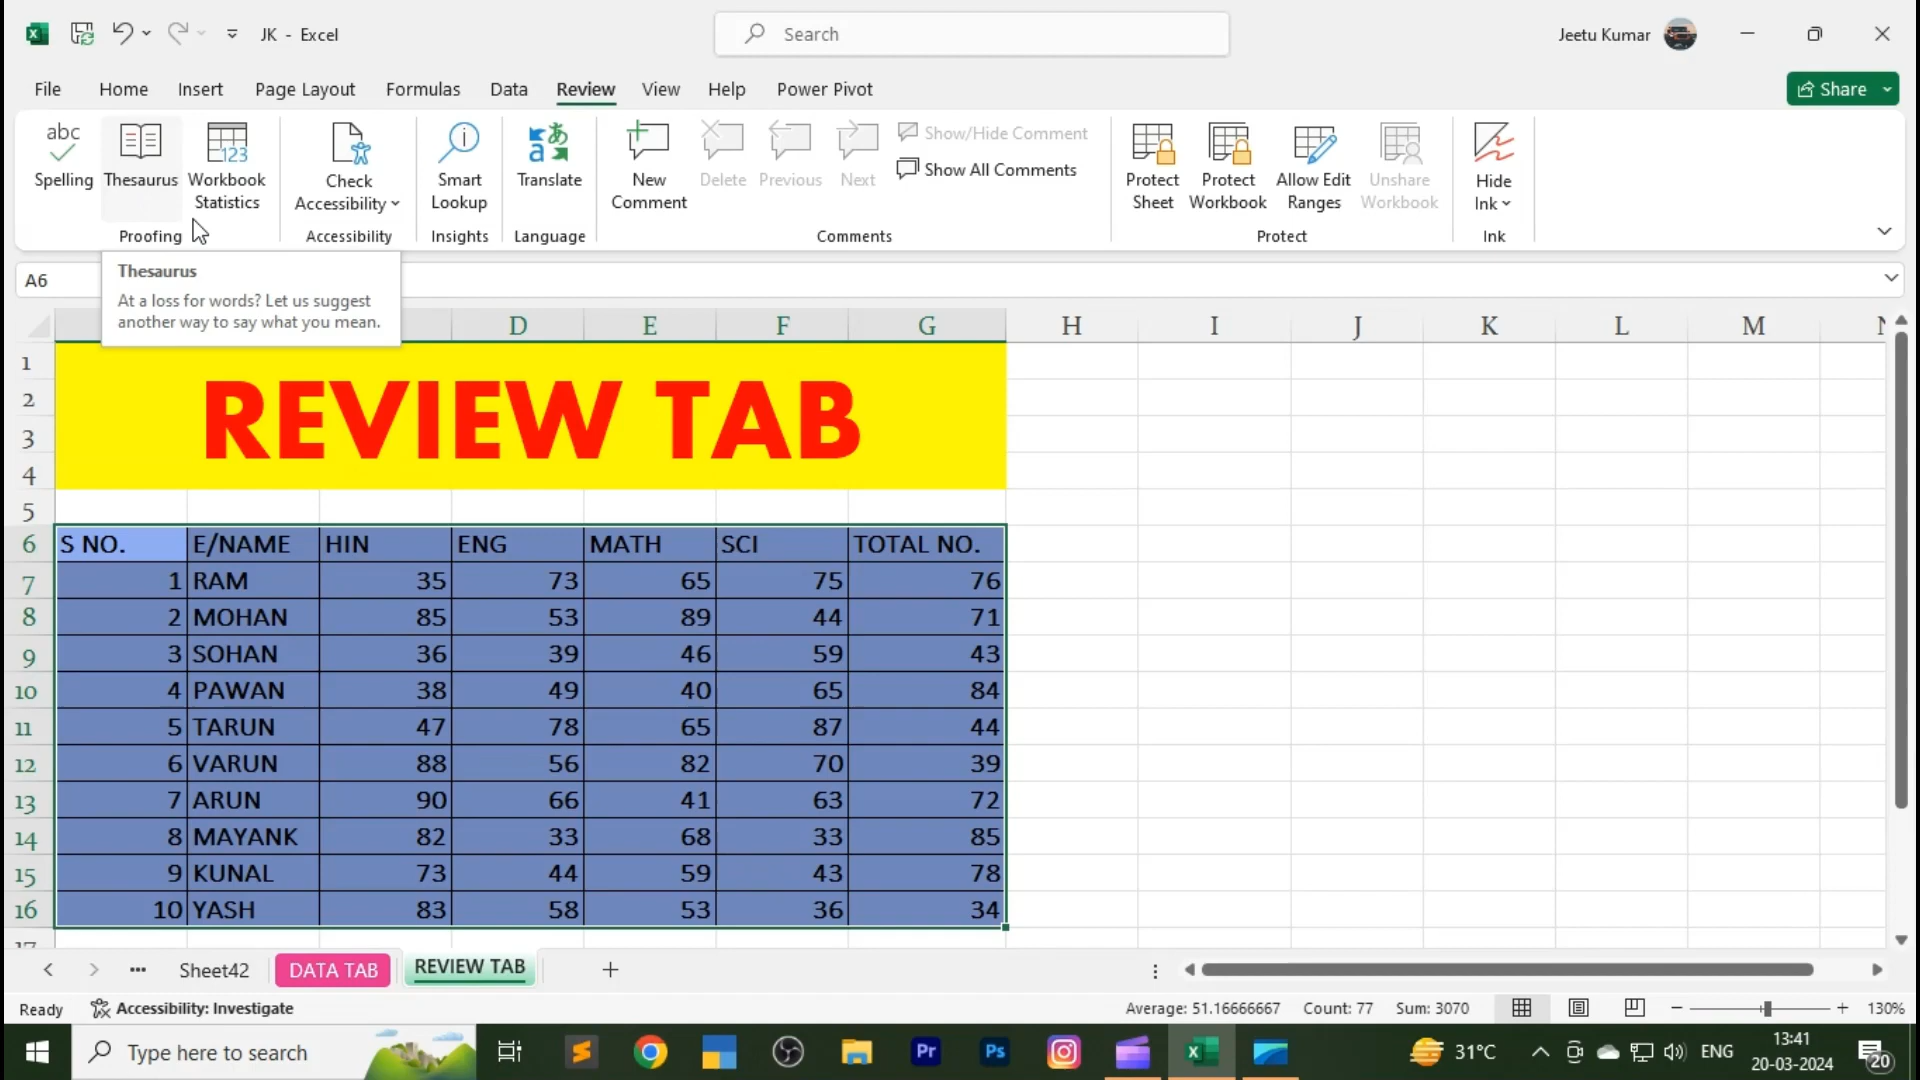 JK - Excel
Search
Jeetu Kumar
File Home Insert Page Layout Formulas Data Review View Help Power Pivot
Share
abc
Spelling
Thesaurus
123
Workbook
Statistics
Proofing
Check
Accessibility
Accessibility
Smart
Lookup
Insights
Translate
Language
New
Comment
Delete
Previous
Next
Show/Hide Comment
Show All Comments
Comments
Protect
Sheet
Protect
Workbook
Allow Edit
Ranges
Unshare
Workbook
Protect
Hide
Ink
Ink
A6
Thesaurus
At a loss for words? Let us suggest
another way to say what you mean.
D E F G H I J K L M
1
2
3
4
REVIEW TAB
5
6 S NO. E/NAME HIN ENG MATH SCI TOTAL NO.
7 1 RAM 35 73 65 75 76
8 2 MOHAN 85 53 89 44 71
9 3 SOHAN 36 39 46 59 43
10 4 PAWAN 38 49 40 65 84
11 5 TARUN 47 78 65 87 44
12 6 VARUN 88 56 82 70 39
13 7 ARUN 90 66 41 63 72
14 8 MAYANK 82 33 68 33 85
15 9 KUNAL 73 44 59 43 78
16 10 YASH 83 58 53 36 34
Sheet42 DATA TAB REVIEW TAB
Ready Accessibility: Investigate Average: 51.16666667 Count: 77 Sum: 3070 130%
Type here to search
Pr
Ps
31°C
ENG
13:41
20-03-2024
20